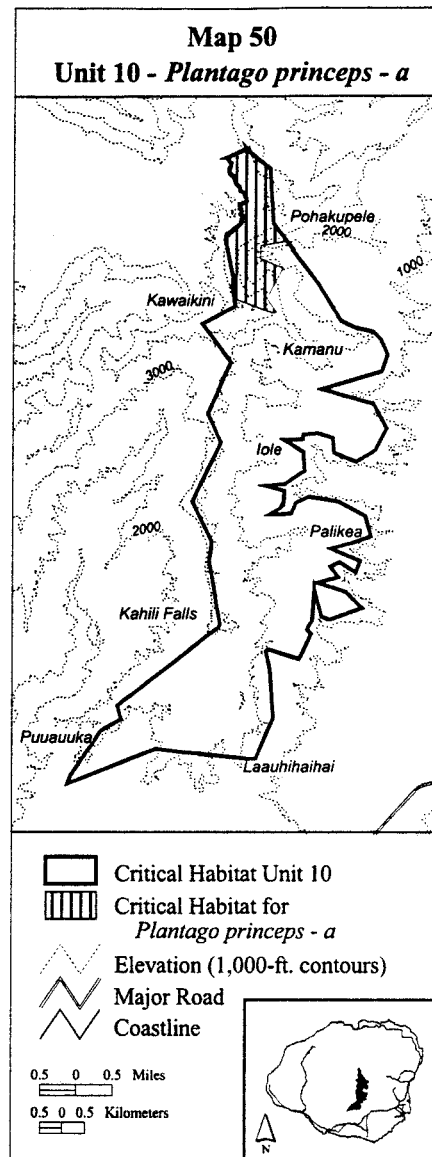 Map 50
Unit 10 - Plantago princeps - a
Pohakupele
2000
1000
Kawaikini
Kamanu
3000
Iole
2000
Palikea
Kahili Falls
Puuauuka
Laauhihaihai
Critical Habitat Unit 10
Critical Habitat for
Plantago princeps - a
Elevation (1,000-ft. contours)
Major Road
Coastline
0.5 0 0.5 Miles
0.5 0 0.5 Kilometers
N